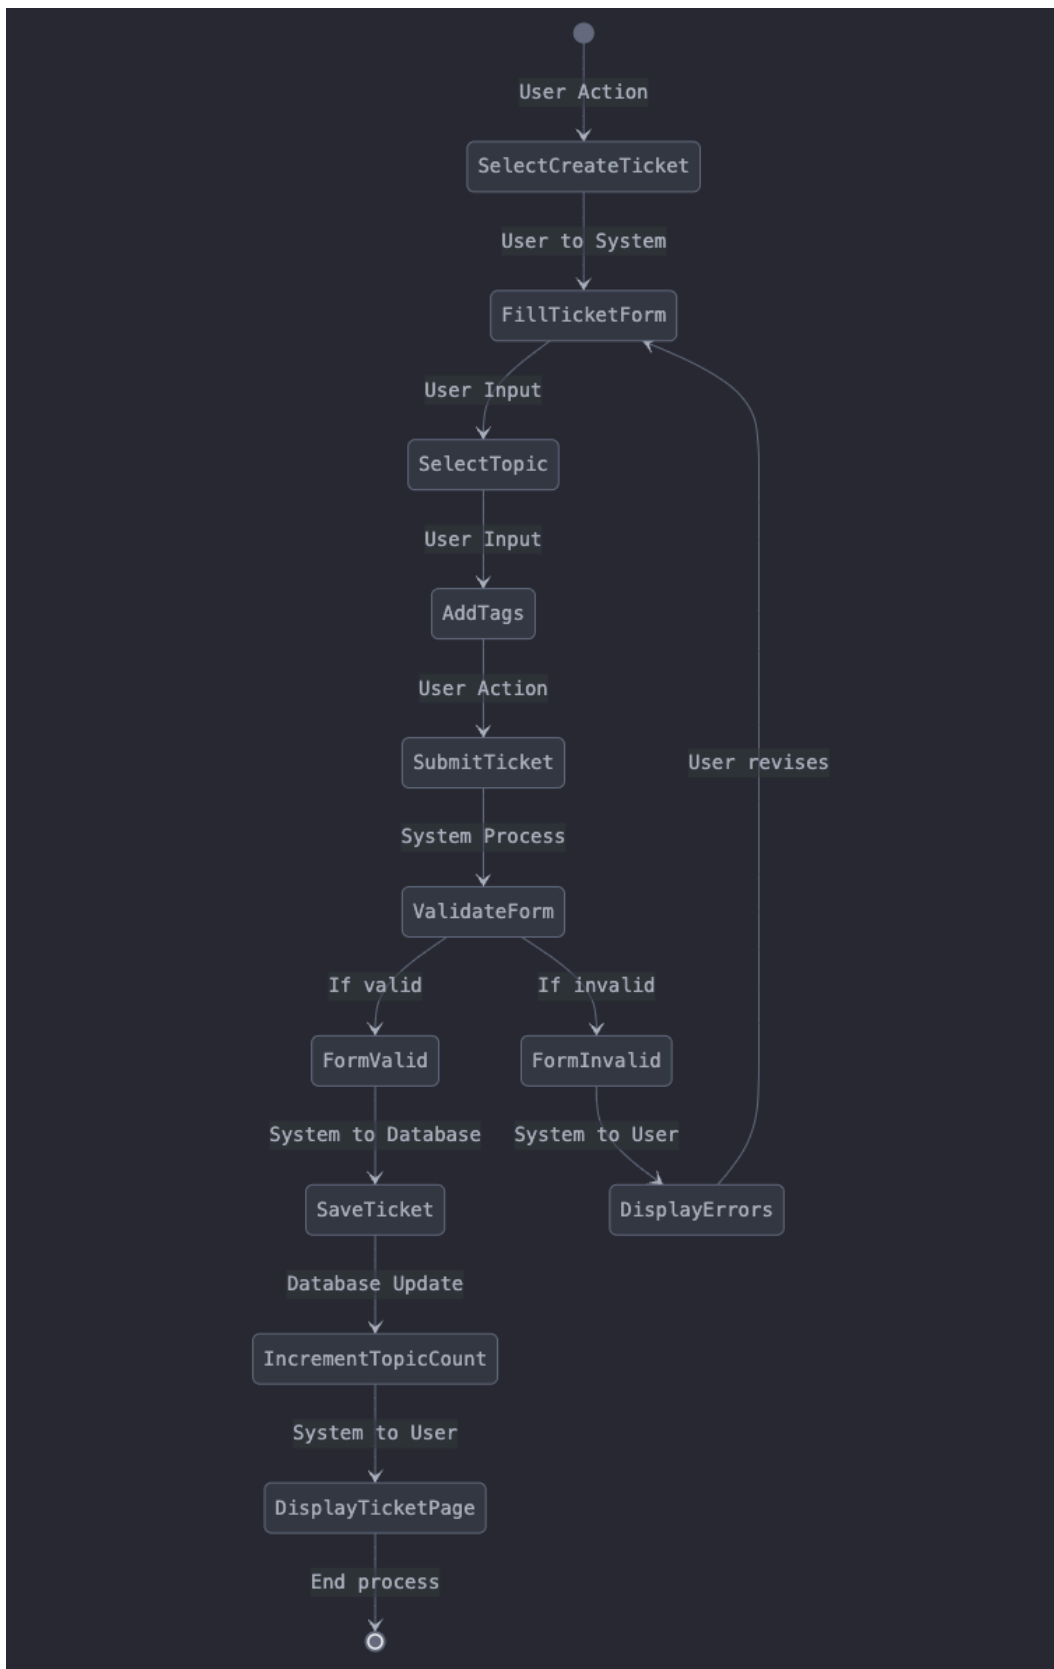 User Action
SelectCreateTicket
User to System
FillTicketForm
User Input
SelectTopic
User Input
AddTags
User Action
SubmitTicket
User revises
System Process
ValidateForm
If valid
If invalid
FormValid
FormInvalid
System to Database
System to User
SaveTicket
DisplayErrors
Database Update
IncrementTopicCount
System to User
DisplayTicketPage
End process